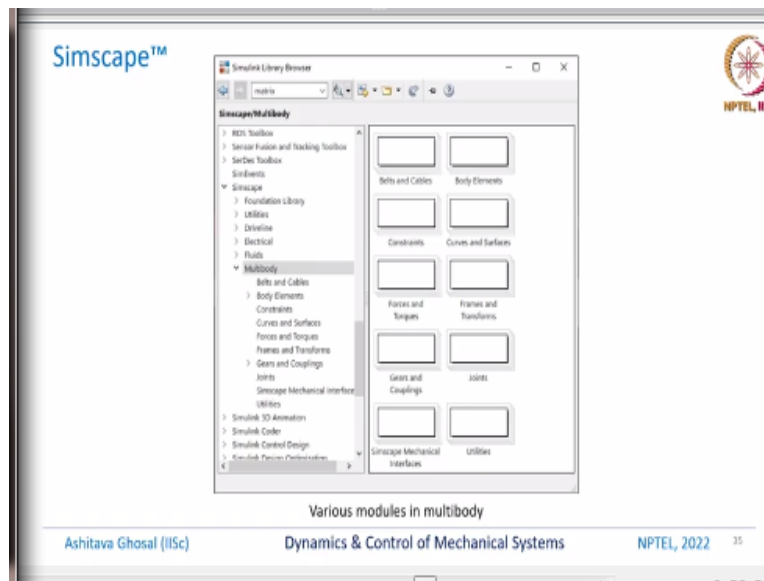 Simscape™
NPTEL, II
Simulink Library Browser
matrix
Simscape/Multibody
ROS Toolbox
Sensor Fusion and Tracking Toolbox
SerDes Toolbox
SimEvents
Simscape
Foundation Library
Utilities
Driveline
Electrical
Fluids
Multibody
Belts and Cables
Body Elements
Constraints
Curves and Surfaces
Forces and Torques
Frames and Transforms
Gears and Couplings
Joints
Simscape Mechanical Interface
Utilities
Simulink 3D Animation
Simulink Coder
Simulink Control Design
Simulink Design Optimization
Belts and Cables Body Elements
Constraints Curves and Surfaces
Forces and Torques
Frames and Transforms
Gears and Couplings
Joints
Simscape Mechanical Interfaces
Utilities
Various modules in multibody
Ashitava Ghosal (IISc) Dynamics & Control of Mechanical Systems NPTEL, 2022 35